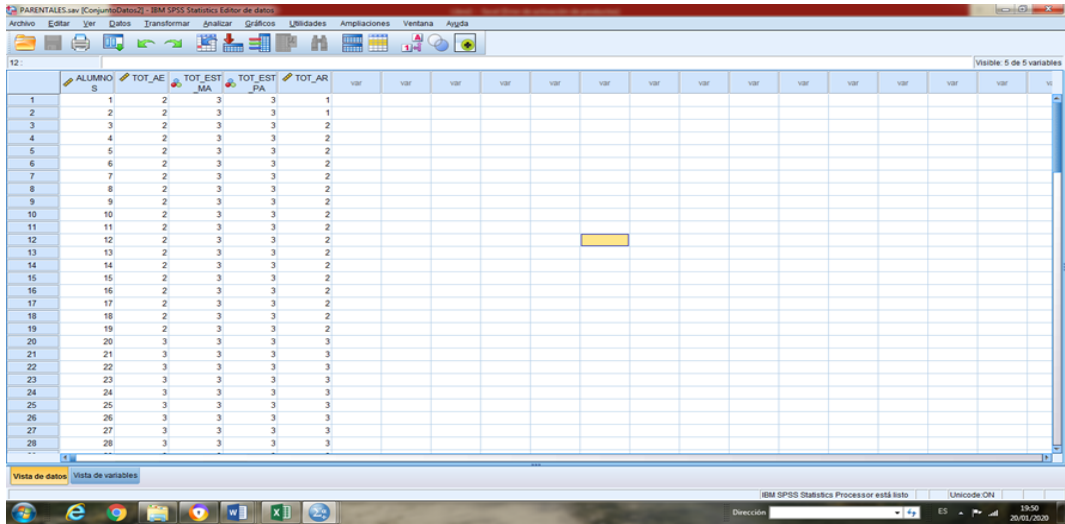 PARENTALES.sav [ConjuntoDatos2] - IBM SPSS Statistics Editor de datos
Archivo Editar Ver Datos Transformar Analizar Gráficos Utilidades Ampliaciones Ventana Ayuda
12 : Visible: 5 de 5 variables
ALUMNOS TOT_AE TOT_EST_MA TOT_EST_PA TOT_AR var var var var var var var var var var var var var var
1 1 2 3 3 1
2 2 2 3 3 1
3 3 2 3 3 2
4 4 2 3 3 2
5 5 2 3 3 2
6 6 2 3 3 2
7 7 2 3 3 2
8 8 2 3 3 2
9 9 2 3 3 2
10 10 2 3 3 2
11 11 2 3 3 2
12 12 2 3 3 2
13 13 2 3 3 2
14 14 2 3 3 2
15 15 2 3 3 2
16 16 2 3 3 2
17 17 2 3 3 2
18 18 2 3 3 2
19 19 2 3 3 2
20 20 3 3 3 3
21 21 3 3 3 3
22 22 3 3 3 3
23 23 3 3 3 3
24 24 3 3 3 3
25 25 3 3 3 3
26 26 3 3 3 3
27 27 3 3 3 3
28 28 3 3 3 3
Vista de datos Vista de variables
IBM SPSS Statistics Processor está listo Unicode:ON
Dirección ES 19:50
20/01/2020